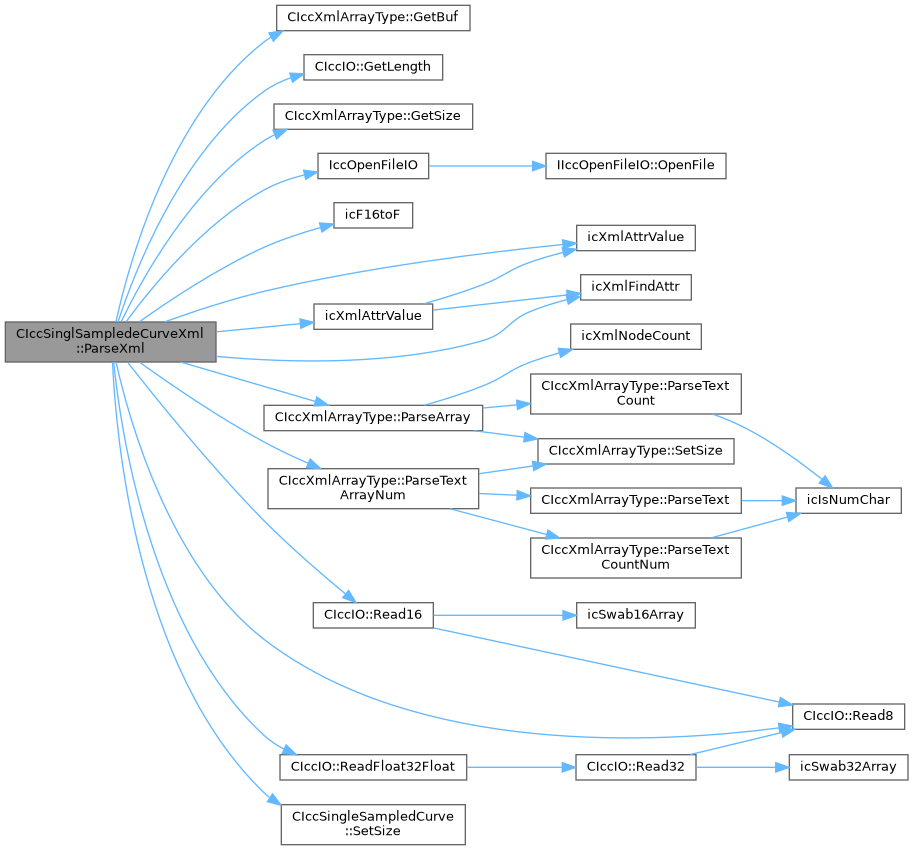 CIccXmlArrayType::GetBuf
CIccIO::GetLength
CIccXmlArrayType::GetSize
IccOpenFileIO
IIccOpenFileIO::OpenFile
icF16toF
icXmlAttrValue
icXmlFindAttr
icXmlAttrValue
CIccSinglSampledeCurveXml
::ParseXml
icXmlNodeCount
CIccXmlArrayType::ParseText
Count
CIccXmlArrayType::ParseArray
CIccXmlArrayType::SetSize
CIccXmlArrayType::ParseText
ArrayNum
CIccXmlArrayType::ParseText
icIsNumChar
CIccXmlArrayType::ParseText
CountNum
CIccIO::Read16
icSwab16Array
CIccIO::Read8
CIccIO::ReadFloat32Float
CIccIO::Read32
icSwab32Array
CIccSingleSampledCurve
::SetSize